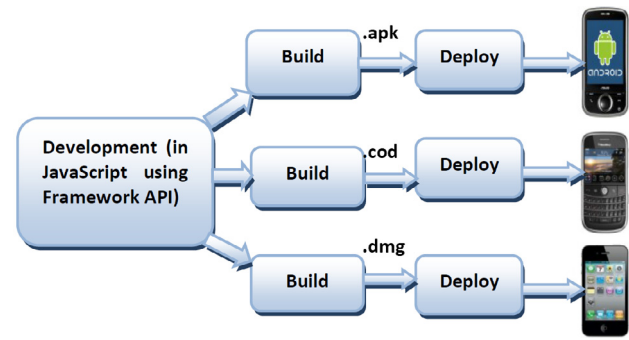 .apk
Build
Deploy
ANDROID
Development (in
JavaScript using
Framework API)
.cod
Build
Deploy
.dmg
Build
Deploy